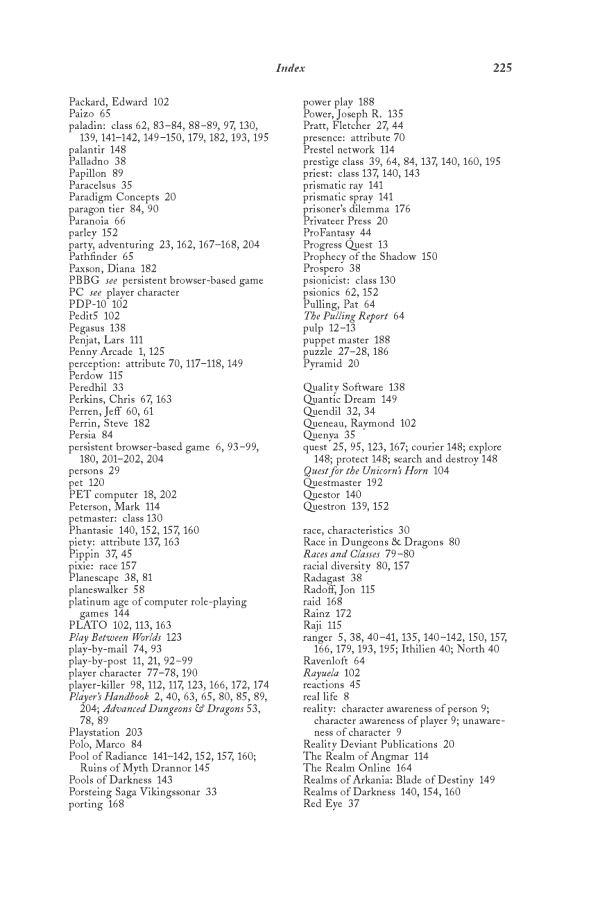 Index
225
Packard, Edward 102
Paizo 65
paladin: class 62, 83–84, 88–89, 97, 130,
139, 141–142, 149–150, 179, 182, 193, 195
palantir 148
Palladno 38
Papillon 89
Paracelsus 35
Paradigm Concepts 20
paragon tier 84, 90
Paranoia 66
parley 152
party, adventuring 23, 162, 167–168, 204
Pathfinder 65
Paxson, Diana 182
PBBG see persistent browser-based game
PC see player character
PDP-10 102
Pedit5 102
Pegasus 138
Penjat, Lars 111
Penny Arcade 1, 125
perception: attribute 70, 117–118, 149
Perdow 115
Peredhil 33
Perkins, Chris 67, 163
Perren, Jeff 60, 61
Perrin, Steve 182
Persia 84
persistent browser-based game 6, 93–99,
180, 201–202, 204
persons 29
pet 120
PET computer 18, 202
Peterson, Mark 114
petmaster: class 130
Phantasie 140, 152, 157, 160
piety: attribute 137, 163
Pippin 37, 45
pixie: race 157
Planescape 38, 81
planeswalker 58
platinum age of computer role-playing
games 144
PLATO 102, 113, 163
Play Between Worlds 123
play-by-mail 74, 93
play-by-post 11, 21, 92–99
player character 77–78, 190
player-killer 98, 112, 117, 123, 166, 172, 174
Player's Handbook 2, 40, 63, 65, 80, 85, 89,
204; Advanced Dungeons & Dragons 53,
78, 89
Playstation 203
Polo, Marco 84
Pool of Radiance 141–142, 152, 157, 160;
Ruins of Myth Drannor 145
Pools of Darkness 143
Porsteing Saga Vikingssonar 33
porting 168
power play 188
Power, Joseph R. 135
Pratt, Fletcher 27, 44
presence: attribute 70
Prestel network 114
prestige class 39, 64, 84, 137, 140, 160, 195
priest: class 137, 140, 143
prismatic ray 141
prismatic spray 141
prisoner's dilemma 176
Privateer Press 20
ProFantasy 44
Progress Quest 13
Prophecy of the Shadow 150
Prospero 38
psionicist: class 130
psionics 62, 152
Pulling, Pat 64
The Pulling Report 64
pulp 12–13
puppet master 188
puzzle 27–28, 186
Pyramid 20
Quality Software 138
Quantic Dream 149
Quendil 32, 34
Queneau, Raymond 102
Quenya 35
quest 25, 95, 123, 167; courier 148; explore
148; protect 148; search and destroy 148
Quest for the Unicorn's Horn 104
Questmaster 192
Questor 140
Questron 139, 152
race, characteristics 30
Race in Dungeons & Dragons 80
Races and Classes 79–80
racial diversity 80, 157
Radagast 38
Radoff, Jon 115
raid 168
Rainz 172
Raji 115
ranger 5, 38, 40–41, 135, 140–142, 150, 157,
166, 179, 193, 195; Ithilien 40; North 40
Ravenloft 64
Rayuela 102
reactions 45
real life 8
reality: character awareness of person 9;
character awareness of player 9; unaware-
ness of character 9
Reality Deviant Publications 20
The Realm of Angmar 114
The Realm Online 164
Realms of Arkania: Blade of Destiny 149
Realms of Darkness 140, 154, 160
Red Eye 37